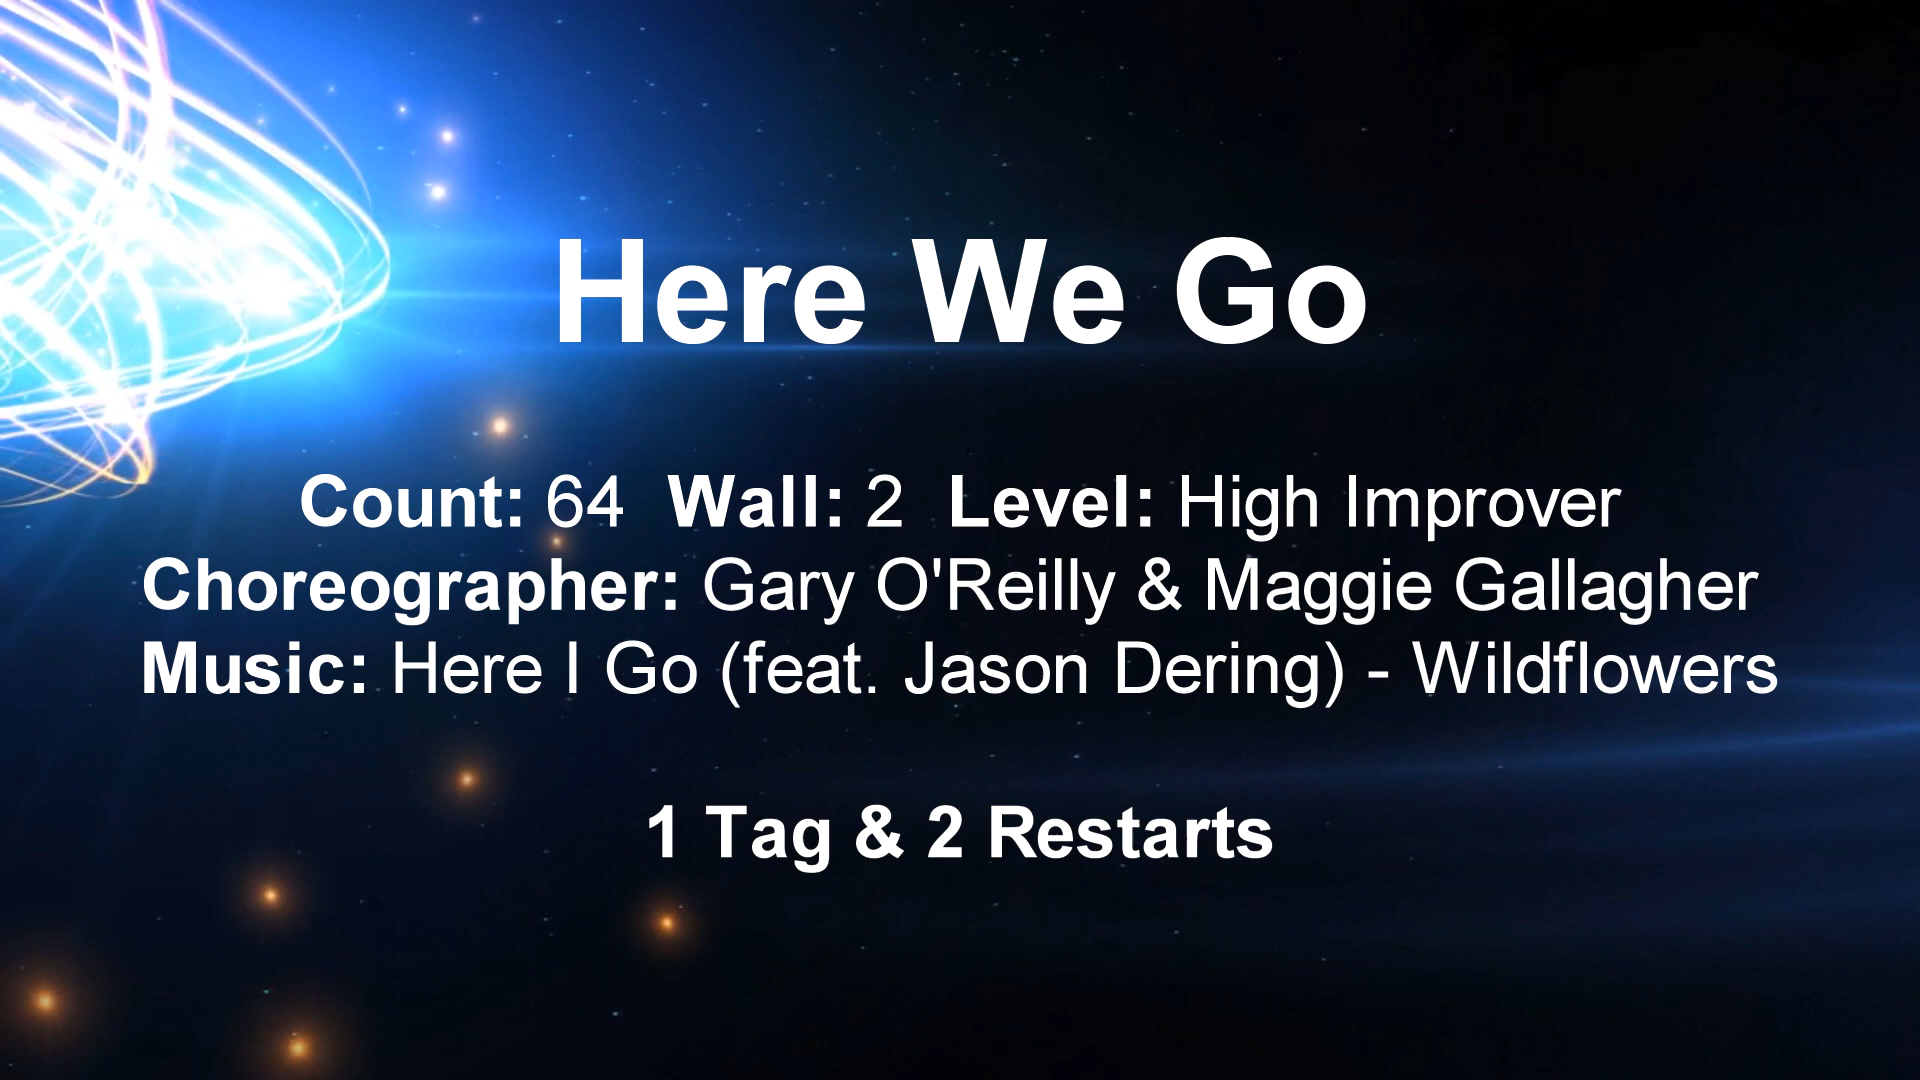 Here We Go
Count: 64  Wall: 2  Level: High Improver
Choreographer: Gary O'Reilly & Maggie Gallagher
Music: Here I Go (feat. Jason Dering) - Wildflowers
1 Tag & 2 Restarts